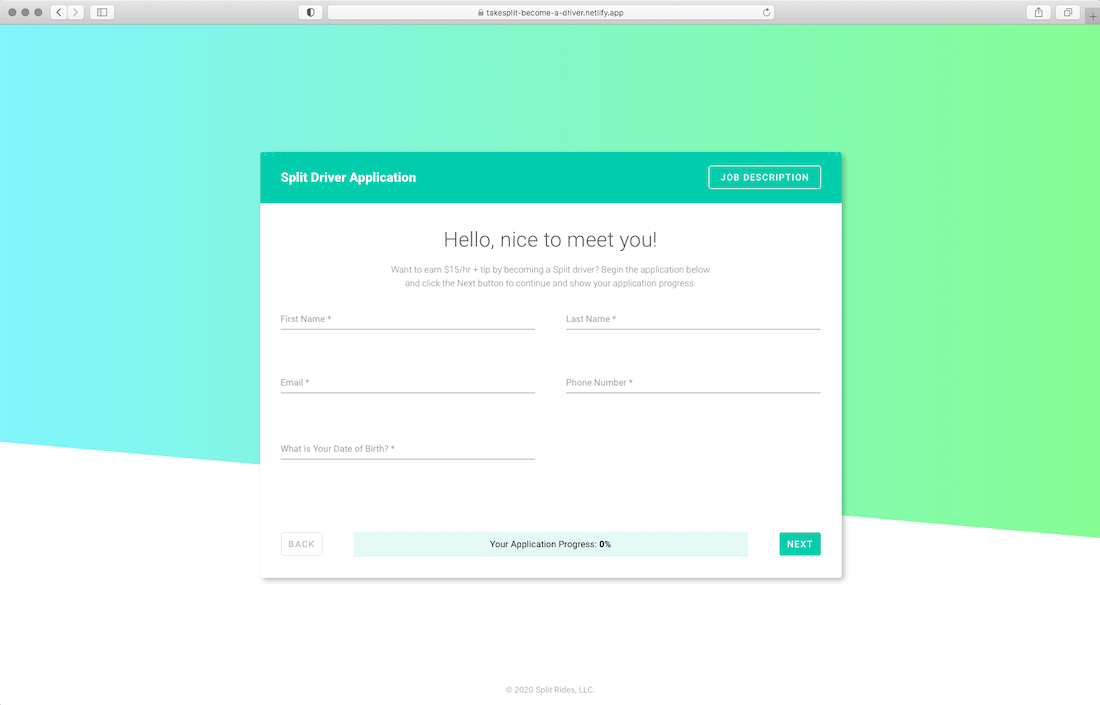 takesplit-become-a-driver.netlify.app
Split Driver Application
JOB DESCRIPTION
Hello, nice to meet you!
Want to earn $15/hr + tip by becoming a Split driver? Begin the application below
and click the Next button to continue and show your application progress.
First Name *
Last Name *
Email *
Phone Number *
What is Your Date of Birth? *
BACK
Your Application Progress: 0%
NEXT
© 2020 Split Rides, LLC.